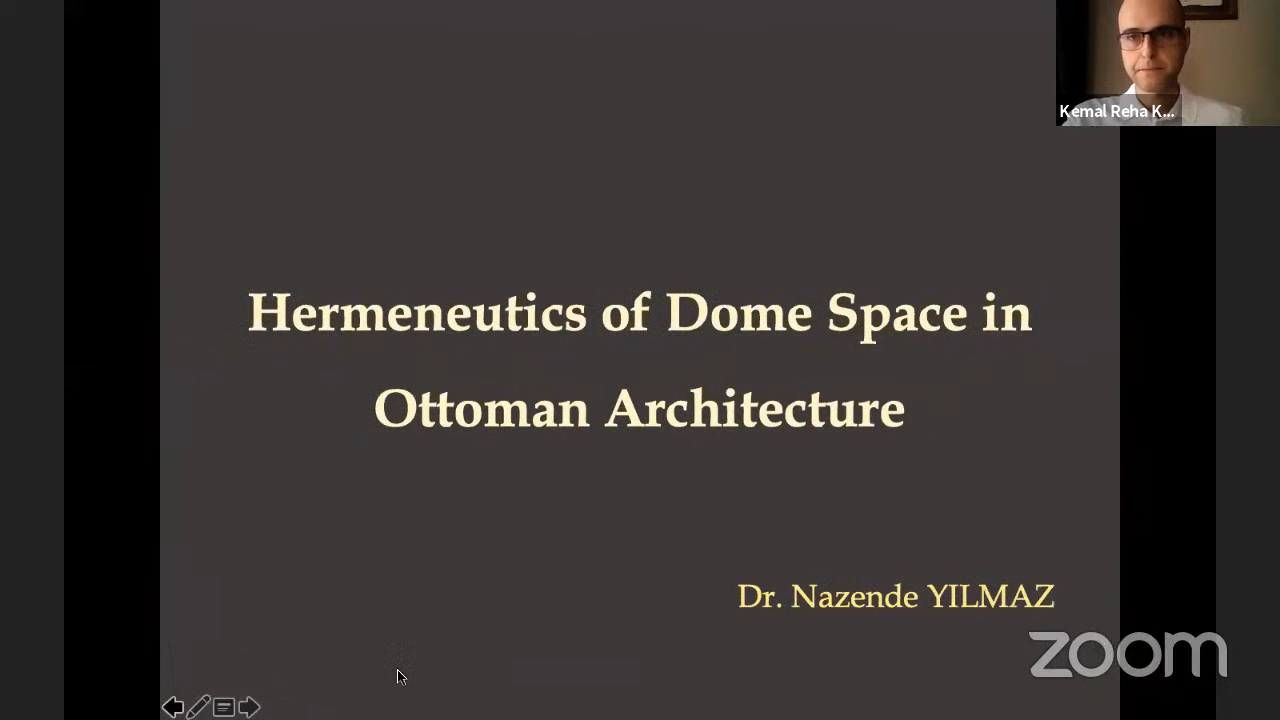 Kemal Reha K...
Hermeneutics of Dome Space in
Ottoman Architecture
Dr. Nazende YILMAZ
zoom